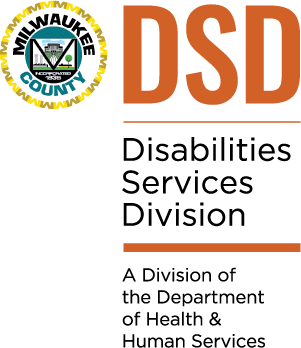 MILWAUKEE
INCORPORATED
1835
COUNTY
DSD
Disabilities
Services
Division
A Division of
the Department
of Health &
Human Services